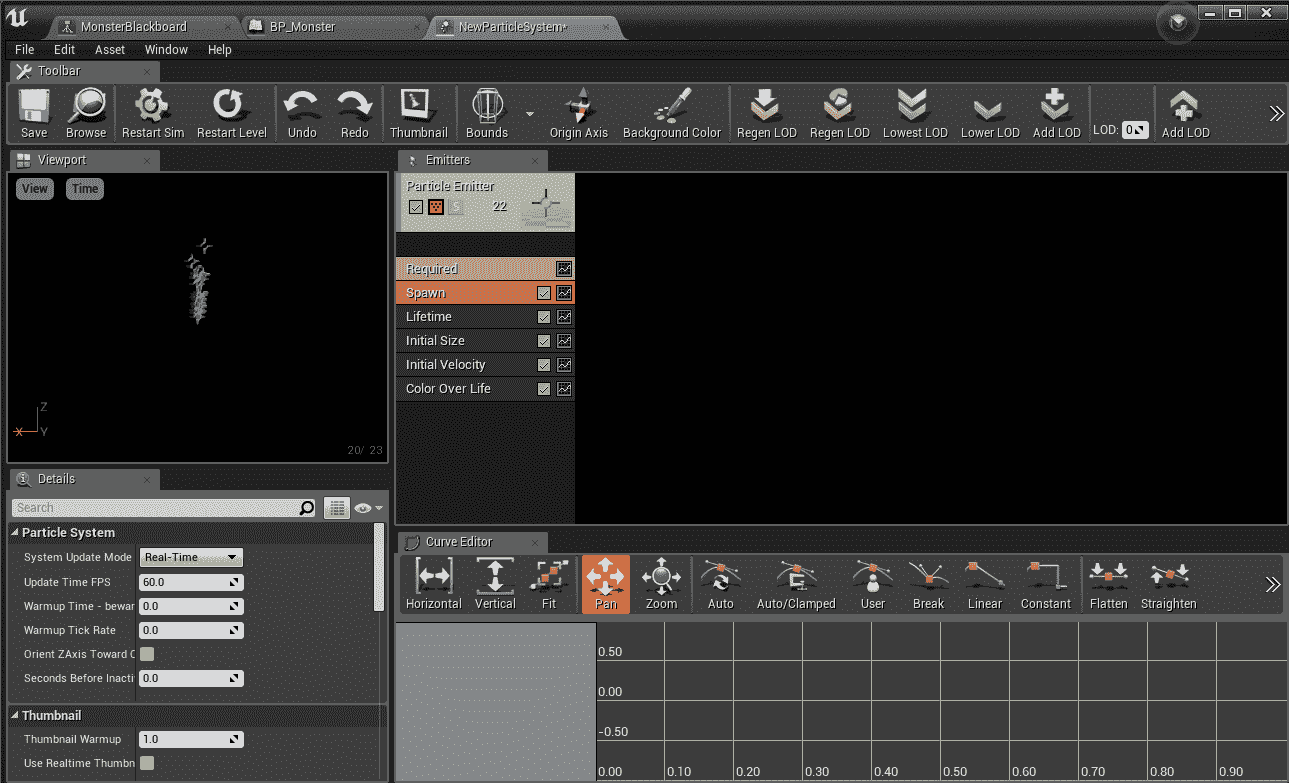 MonsterBlackboard BP_Monster NewParticleSystem*
File Edit Asset Window Help
Toolbar
Save Browse Restart Sim Restart Level Undo Redo Thumbnail Bounds Origin Axis Background Color Regen LOD Regen LOD Lowest LOD Lower LOD Add LOD LOD: 0 Add LOD
Viewport
View Time
Z
X Y
20/ 23
Emitters
Particle Emitter
S 22
Required
Spawn
Lifetime
Initial Size
Initial Velocity
Color Over Life
Details
Search
Particle System
System Update Mode Real-Time
Update Time FPS 60.0
Warmup Time - bewar 0.0
Warmup Tick Rate 0.0
Orient ZAxis Toward C
Seconds Before Inacti 0.0
Thumbnail
Thumbnail Warmup 1.0
Use Realtime Thumbn
Curve Editor
Horizontal Vertical Fit Pan Zoom Auto Auto/Clamped User Break Linear Constant Flatten Straighten
0.50
0.00
-0.50
0.00 0.10 0.20 0.30 0.40 0.50 0.60 0.70 0.80 0.90